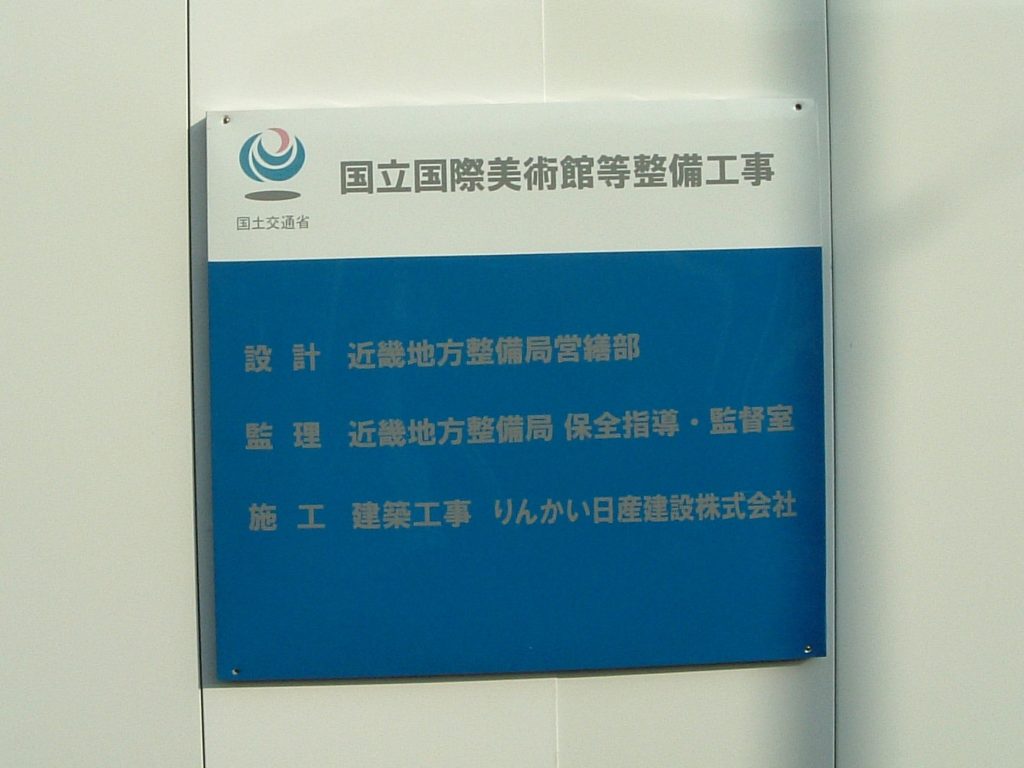 国立国際美術館等整備工事
国土交通省
設 計 近畿地方整備局営繕部
監 理 近畿地方整備局 保全指導・監督室
施 工 建築工事 りんかい日産建設株式会社